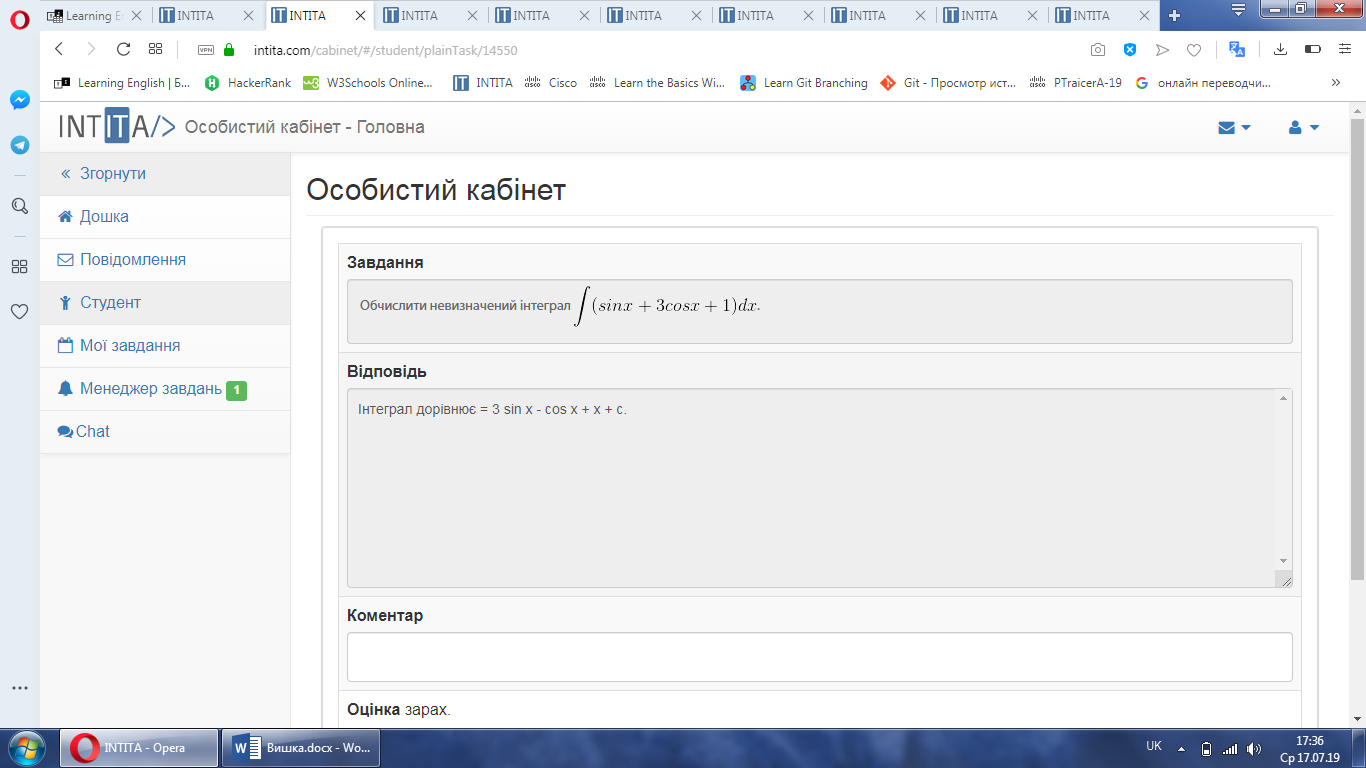 Learning E
INTITA
INTITA
INTITA
INTITA
INTITA
INTITA
INTITA
INTITA
INTITA
VPN
intita.com/cabinet/#/student/plainTask/14550
Learning English | Б...
HackerRank
W3Schools Online...
INTITA
Cisco
Learn the Basics Wi...
Learn Git Branching
Git - Просмотр ист...
PTraicerA-19
онлайн переводчи...
INTITA/> Особистий кабінет - Головна
Згорнути
Дошка
Повідомлення
Студент
Мої завдання
Менеджер завдань 1
Chat
Особистий кабінет
Завдання
Обчислити невизначений інтеграл ∫(sinx + 3cosx + 1)dx.
Відповідь
Інтеграл дорівнює = 3 sin x - cos x + x + c.
Коментар
Оцінка зарах.
INTITA - Opera
Вишка.docx - Wo...
UK
17:36
Ср 17.07.19